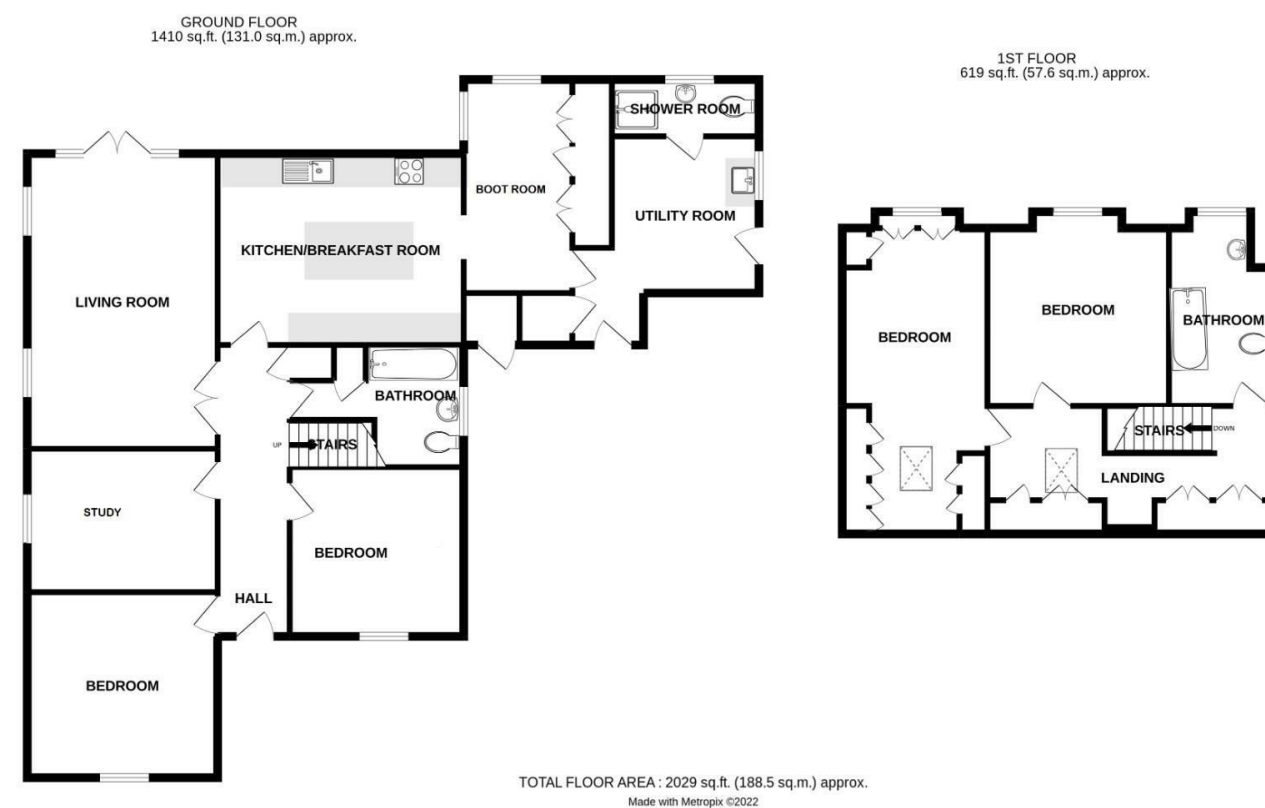 GROUND FLOOR
1410 sq.ft. (131.0 sq.m.) approx.
1ST FLOOR
619 sq.ft. (57.6 sq.m.) approx.
SHOWER ROOM
BOOT ROOM
UTILITY ROOM
KITCHEN/BREAKFAST ROOM
LIVING ROOM
BATHROOM
UP
STAIRS
STUDY
BEDROOM
HALL
BEDROOM
BEDROOM
BEDROOM
BATHROOM
STAIRS
DOWN
LANDING
TOTAL FLOOR AREA : 2029 sq.ft. (188.5 sq.m.) approx.
Made with Metropix ©2022